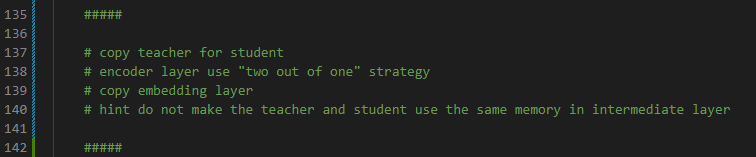 135 #####
136
137 # copy teacher for student
138 # encoder layer use "two out of one" strategy
139 # copy embedding layer
140 # hint do not make the teacher and student use the same memory in intermediate layer
141
142 #####